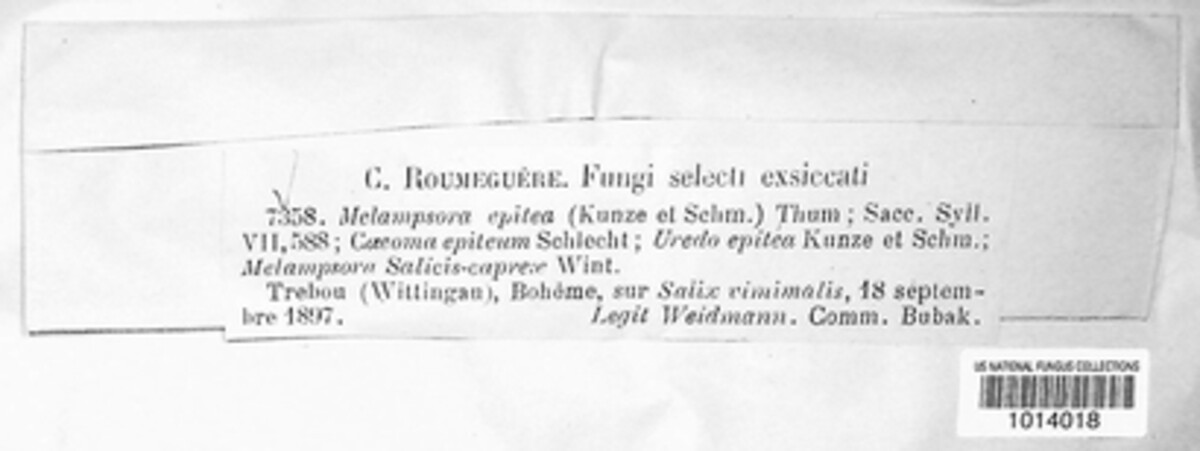 C. ROUMEGUÈRE. Fungi selecti exsiccati
7358. Melampsora epitea (Kunze et Schm.) Thum ; Sacc. Syll.
VII, 588 ; Cæoma epiteum Schlecht ; Uredo epitea Kunze et Schm. ;
Melampsora Salicis-capreæ Wint.
Trebou (Wittingau), Bohême, sur Salix vimimalis, 18 septem-
bre 1897. Legit Weidmann. Comm. Bubak.
US NATIONAL FUNGUS COLLECTIONS
1014018